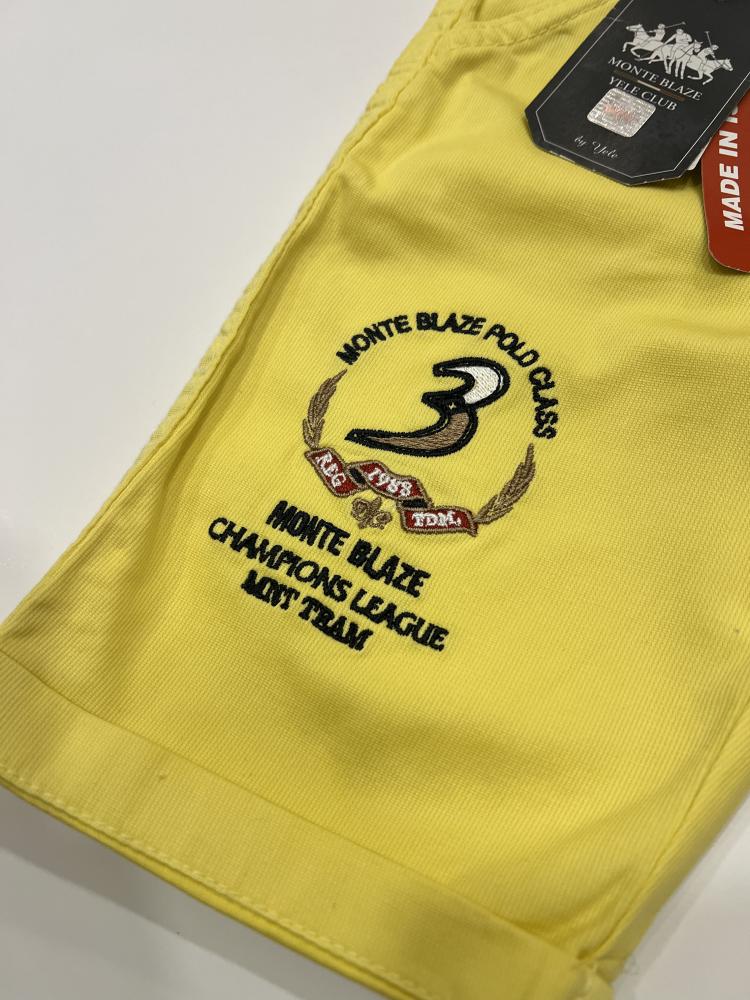 MONTE BLAZE
YELE CLUB
by Yele
MADE IN
MONTE BLAZE POLO CLASS
3
REG 1988 TDM.
MONTE BLAZE
CHAMPIONS LEAGUE
MNT TEAM